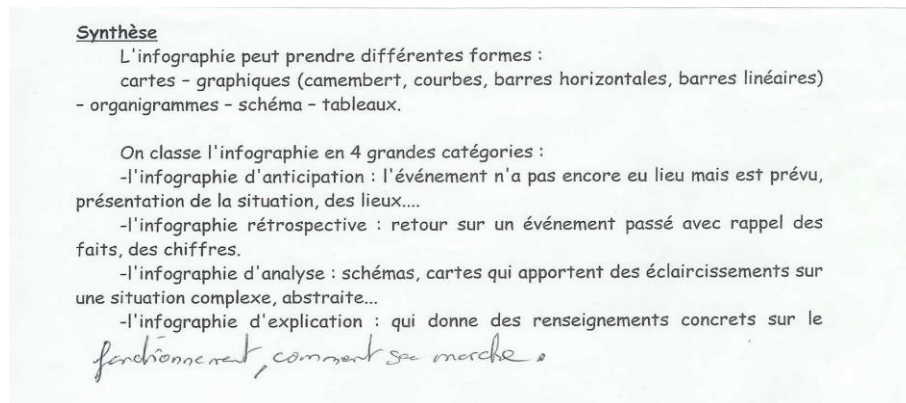 Synthèse
L'infographie peut prendre différentes formes :
cartes – graphiques (camembert, courbes, barres horizontales, barres linéaires)
– organigrammes – schéma – tableaux.
On classe l'infographie en 4 grandes catégories :
-l'infographie d'anticipation : l'événement n'a pas encore eu lieu mais est prévu,
présentation de la situation, des lieux....
-l'infographie rétrospective : retour sur un événement passé avec rappel des
faits, des chiffres.
-l'infographie d'analyse : schémas, cartes qui apportent des éclaircissements sur
une situation complexe, abstraite...
-l'infographie d'explication : qui donne des renseignements concrets sur le
fonctionnement, comment ça marche.